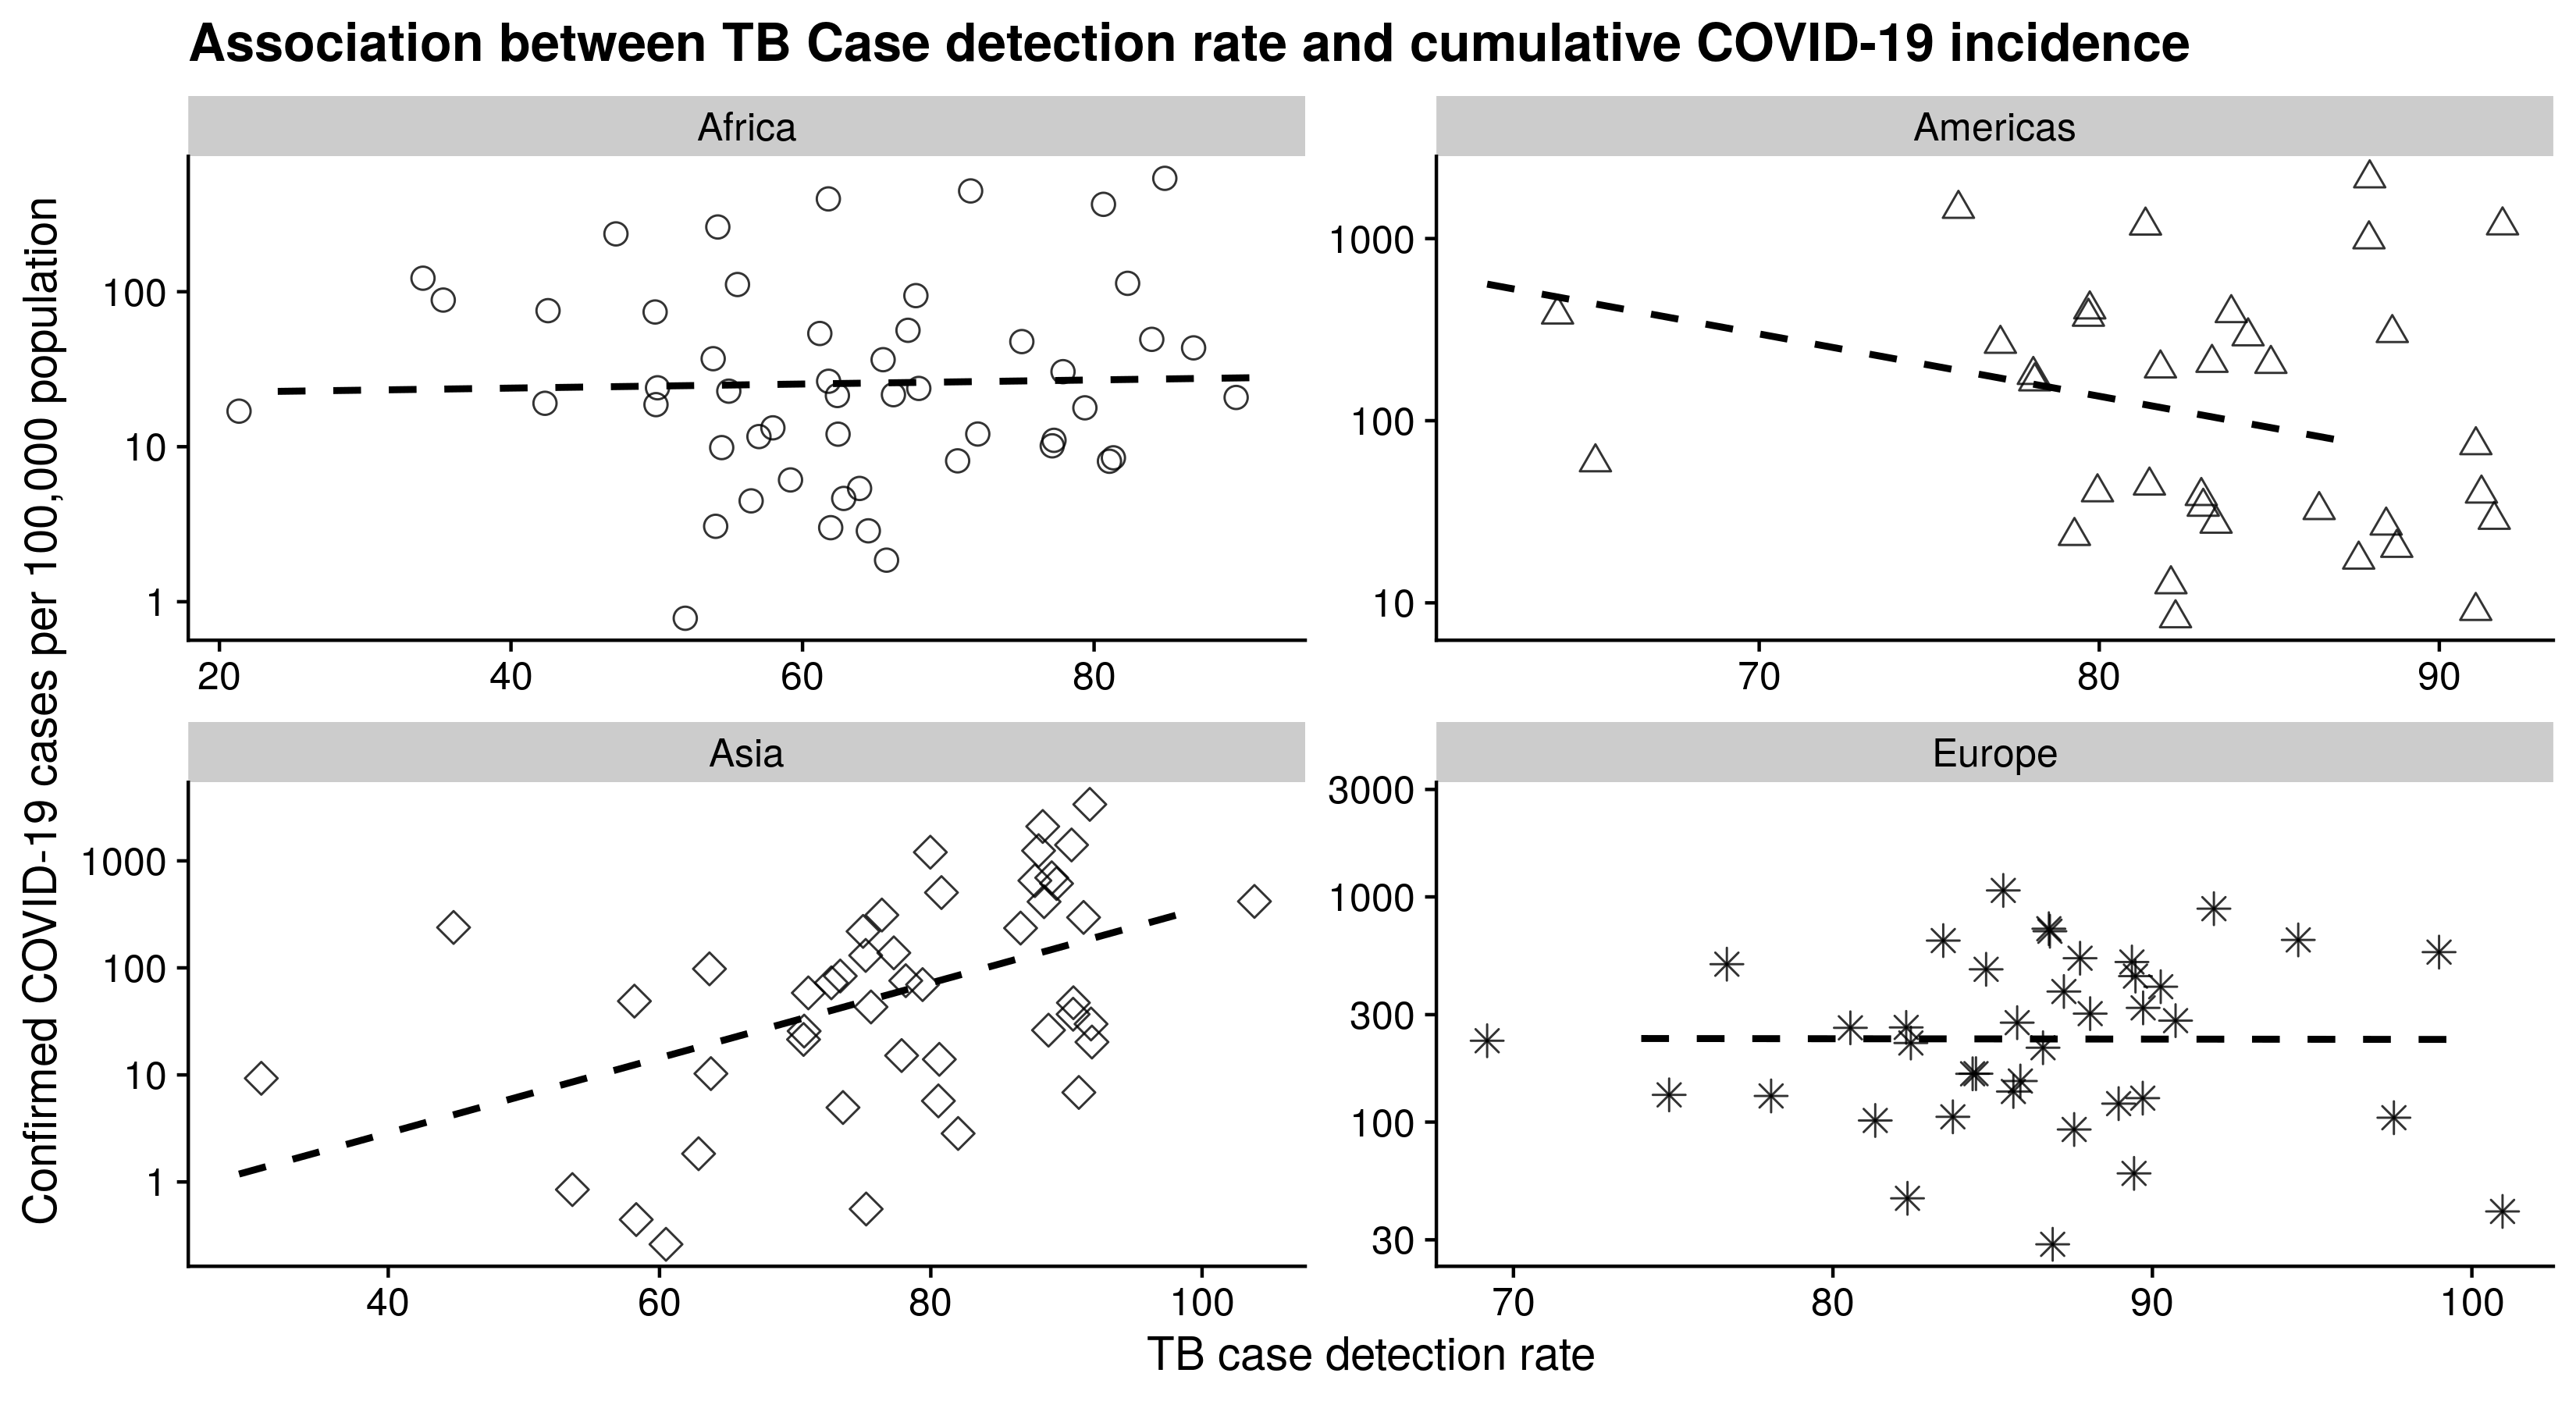 Association between TB Case detection rate and cumulative COVID-19 incidence
Confirmed COVID-19 cases per 100,000 population
Africa
100
10
1
20 40 60 80
Americas
1000
100
10
70 80 90
Asia
1000
100
10
1
40 60 80 100
Europe
3000
1000
300
100
30
70 80 90 100
TB case detection rate